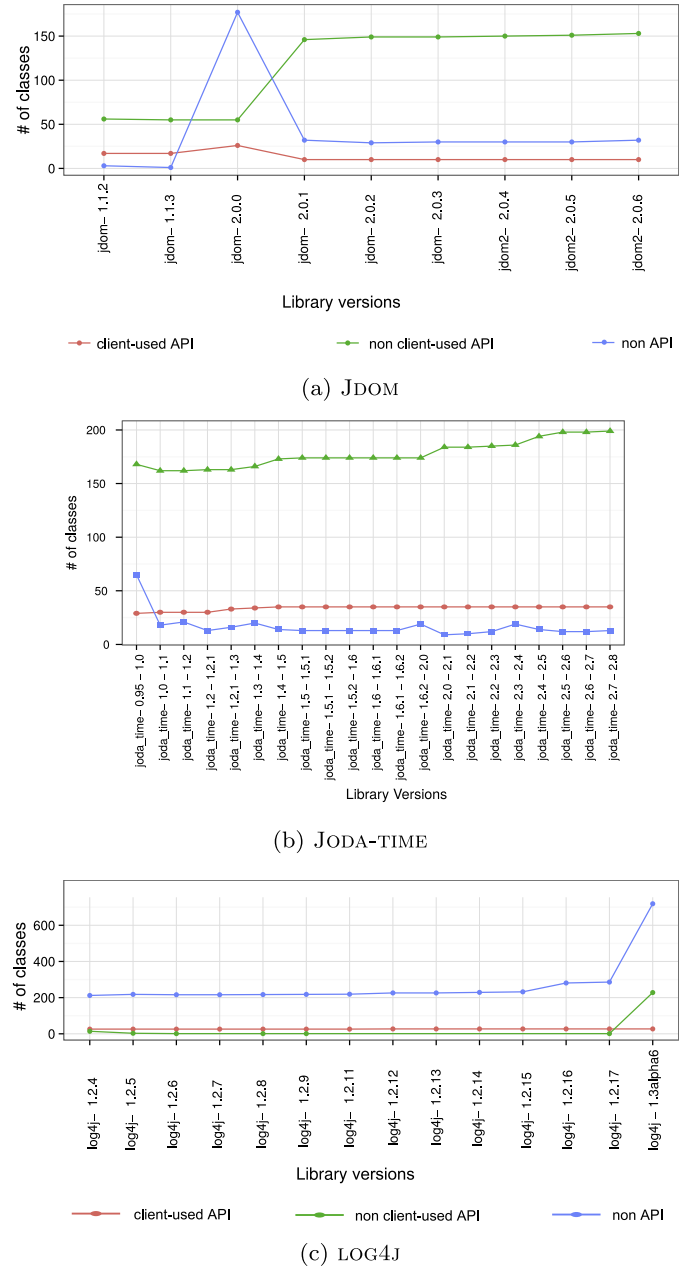 150
100
50
0
# of classes
jdom– 1.1.2
jdom– 1.1.3
jdom– 2.0.0
jdom– 2.0.1
jdom– 2.0.2
jdom– 2.0.3
jdom2– 2.0.4
jdom2– 2.0.5
jdom2– 2.0.6
Library versions
client-used API non client-used API non API
(a) JDOM
200
150
100
50
0
# of classes
joda_time– 0.95 – 1.0
joda_time– 1.0 – 1.1
joda_time– 1.1 – 1.2
joda_time– 1.2 – 1.2.1
joda_time– 1.2.1 – 1.3
joda_time– 1.3 – 1.4
joda_time– 1.4 – 1.5
joda_time– 1.5 – 1.5.1
joda_time– 1.5.1 – 1.5.2
joda_time– 1.5.2 – 1.6
joda_time– 1.6 – 1.6.1
joda_time– 1.6.1 – 1.6.2
joda_time– 1.6.2 – 2.0
joda_time– 2.0 – 2.1
joda_time– 2.1 – 2.2
joda_time– 2.2 – 2.3
joda_time– 2.3 – 2.4
joda_time– 2.4 – 2.5
joda_time– 2.5 – 2.6
joda_time– 2.6 – 2.7
joda_time– 2.7 – 2.8
Library Versions
(b) JODA-TIME
600
400
200
0
# of classes
log4j– 1.2.4
log4j– 1.2.5
log4j– 1.2.6
log4j– 1.2.7
log4j– 1.2.8
log4j– 1.2.9
log4j– 1.2.11
log4j– 1.2.12
log4j– 1.2.13
log4j– 1.2.14
log4j– 1.2.15
log4j– 1.2.16
log4j– 1.2.17
log4j – 1.3alpha6
Library versions
client-used API non client-used API non API
(c) LOG4J